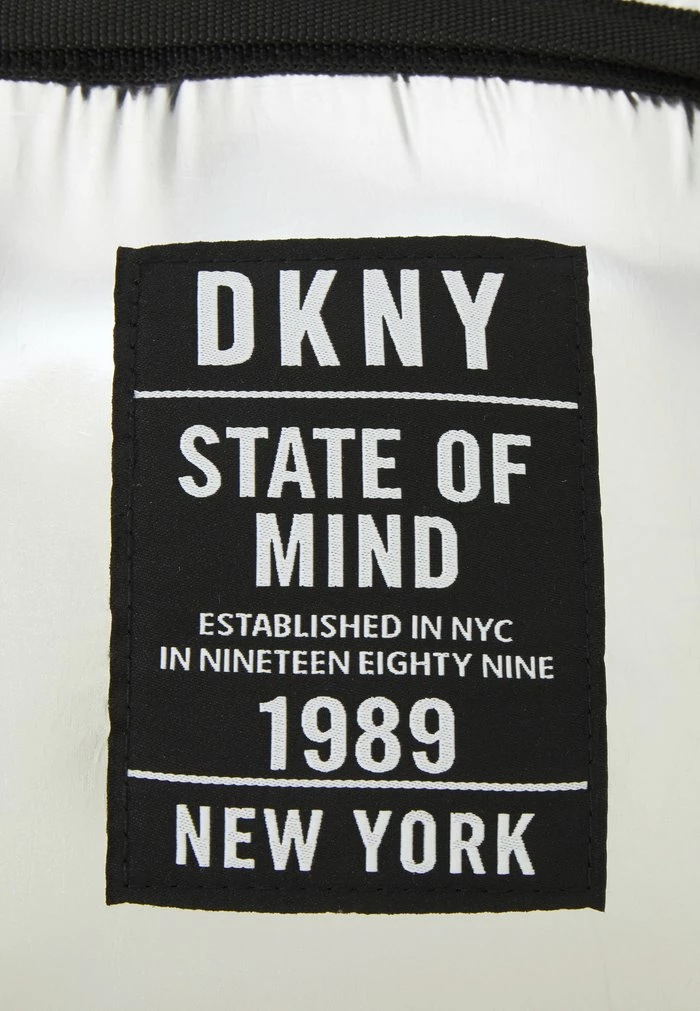 DKNY
STATE OF
MIND
ESTABLISHED IN NYC
IN NINETEEN EIGHTY NINE
1989
NEW YORK